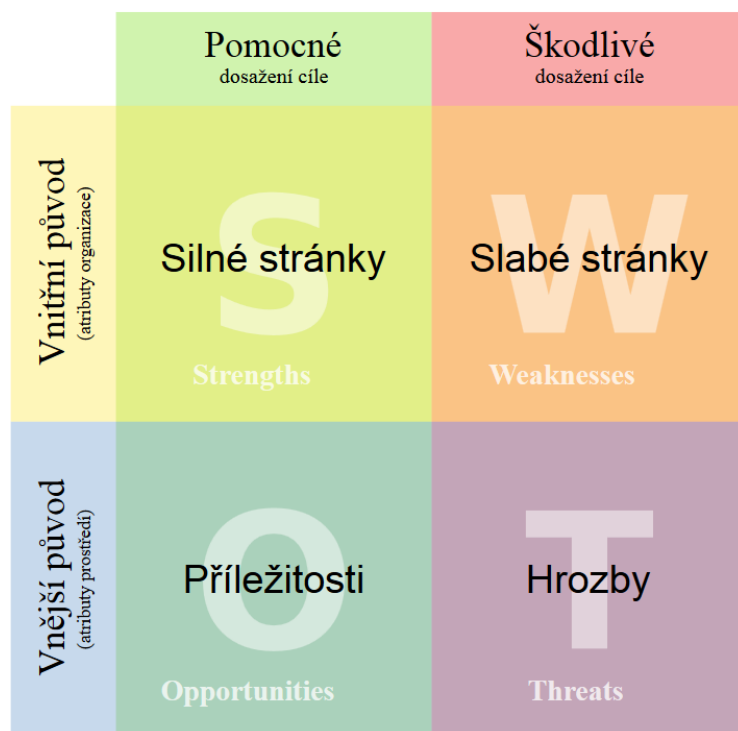 Pomocné
dosažení cíle
Škodlivé
dosažení cíle
Vnitřní původ
(atributy organizace)
S
Silné stránky
Strengths
W
Slabé stránky
Weaknesses
Vnější původ
(atributy prostředí)
O
Příležitosti
Opportunities
T
Hrozby
Threats